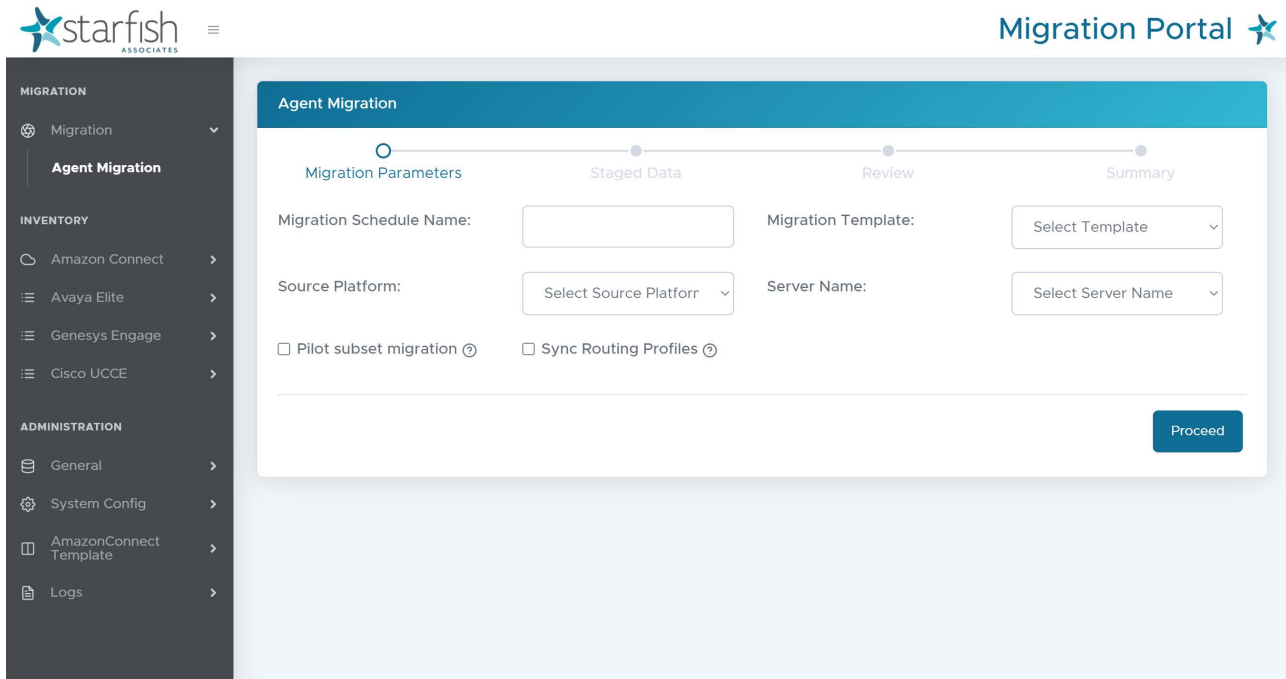 starfish
ASSOCIATES
Migration Portal
MIGRATION
Migration
Agent Migration
INVENTORY
Amazon Connect
Avaya Elite
Genesys Engage
Cisco UCCE
ADMINISTRATION
General
System Config
AmazonConnect
Template
Logs
Agent Migration
Migration Parameters
Staged Data
Review
Summary
Migration Schedule Name:
Migration Template:
Select Template
Source Platform:
Select Source Platforr
Server Name:
Select Server Name
Pilot subset migration ?
Sync Routing Profiles ?
Proceed